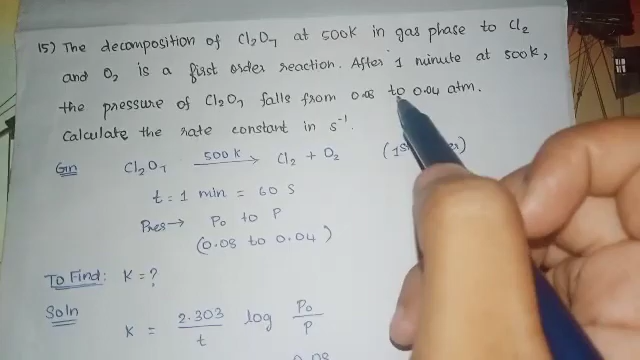 15) The decomposition of Cl₂O₇ at 500K in gas phase to Cl₂
and O₂ is a first order reaction. After 1 minute at 500K,
the pressure of Cl₂O₇ falls from 0.08 to 0.04 atm.
Calculate the rate constant in s⁻¹.
Gn Cl₂O₇ —500 K→ Cl₂ + O₂ (1
t = 1 min = 60 S
Pres → P₀ to P
(0.08 to 0.04)
To Find: K = ?
Soln
K = 2.303/t log P₀/P
0.08